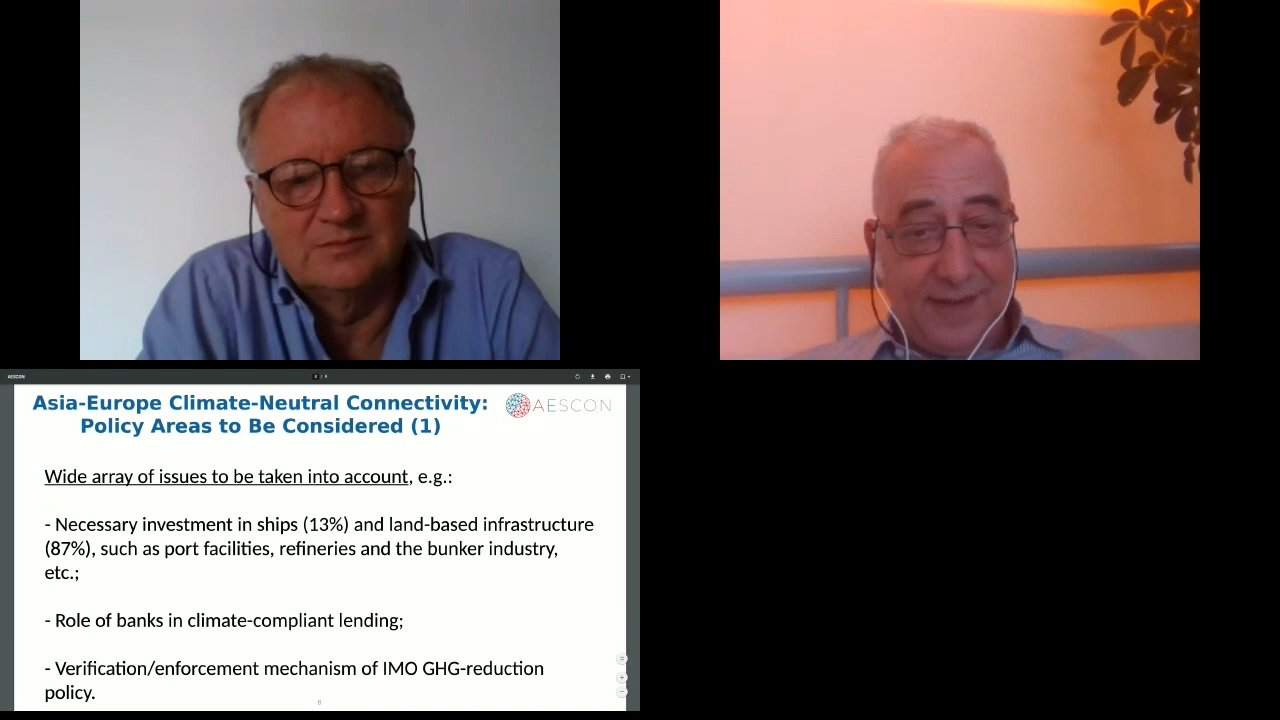 AESCON
Asia-Europe Climate-Neutral Connectivity:
AESCON
Policy Areas to Be Considered (1)
Wide array of issues to be taken into account, e.g.:
- Necessary investment in ships (13%) and land-based infrastructure
(87%), such as port facilities, refineries and the bunker industry,
etc.;
- Role of banks in climate-compliant lending;
- Verification/enforcement mechanism of IMO GHG-reduction
policy.
8